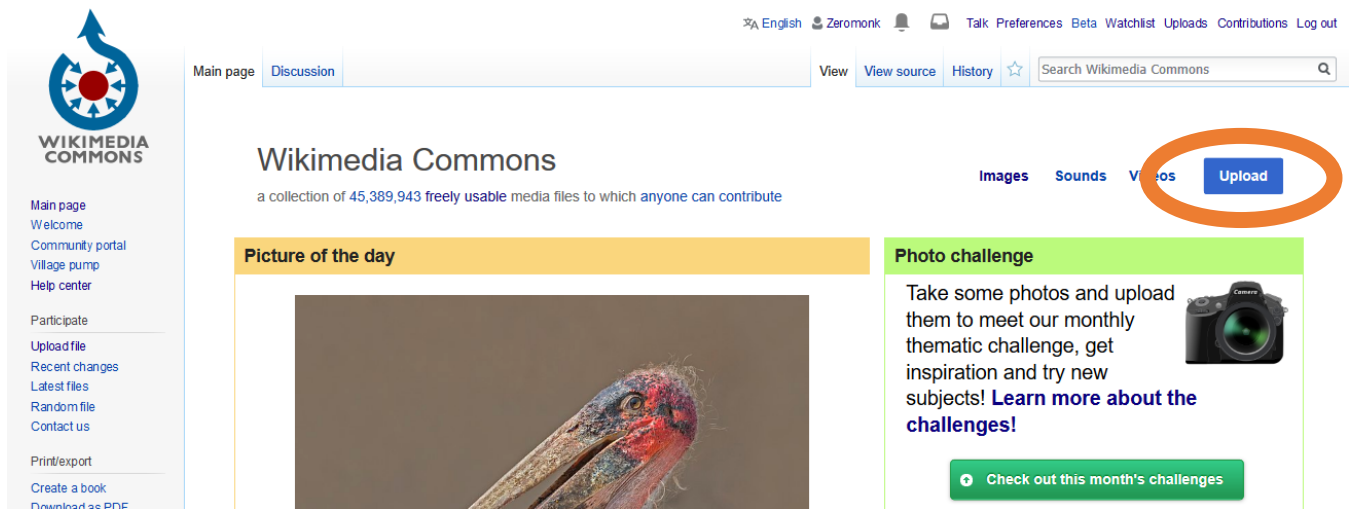 English Zeromonk Talk Preferences Beta Watchlist Uploads Contributions Log out
Main page Discussion View View source History Search Wikimedia Commons
WIKIMEDIA
COMMONS
Main page
Welcome
Community portal
Village pump
Help center
Participate
Upload file
Recent changes
Latest files
Random file
Contact us
Print/export
Create a book
Download as PDF
Wikimedia Commons
a collection of 45,389,943 freely usable media files to which anyone can contribute
Images Sounds Videos Upload
Picture of the day
Photo challenge
Take some photos and upload
them to meet our monthly
thematic challenge, get
inspiration and try new
subjects! Learn more about the
challenges!
Camera
Check out this month's challenges